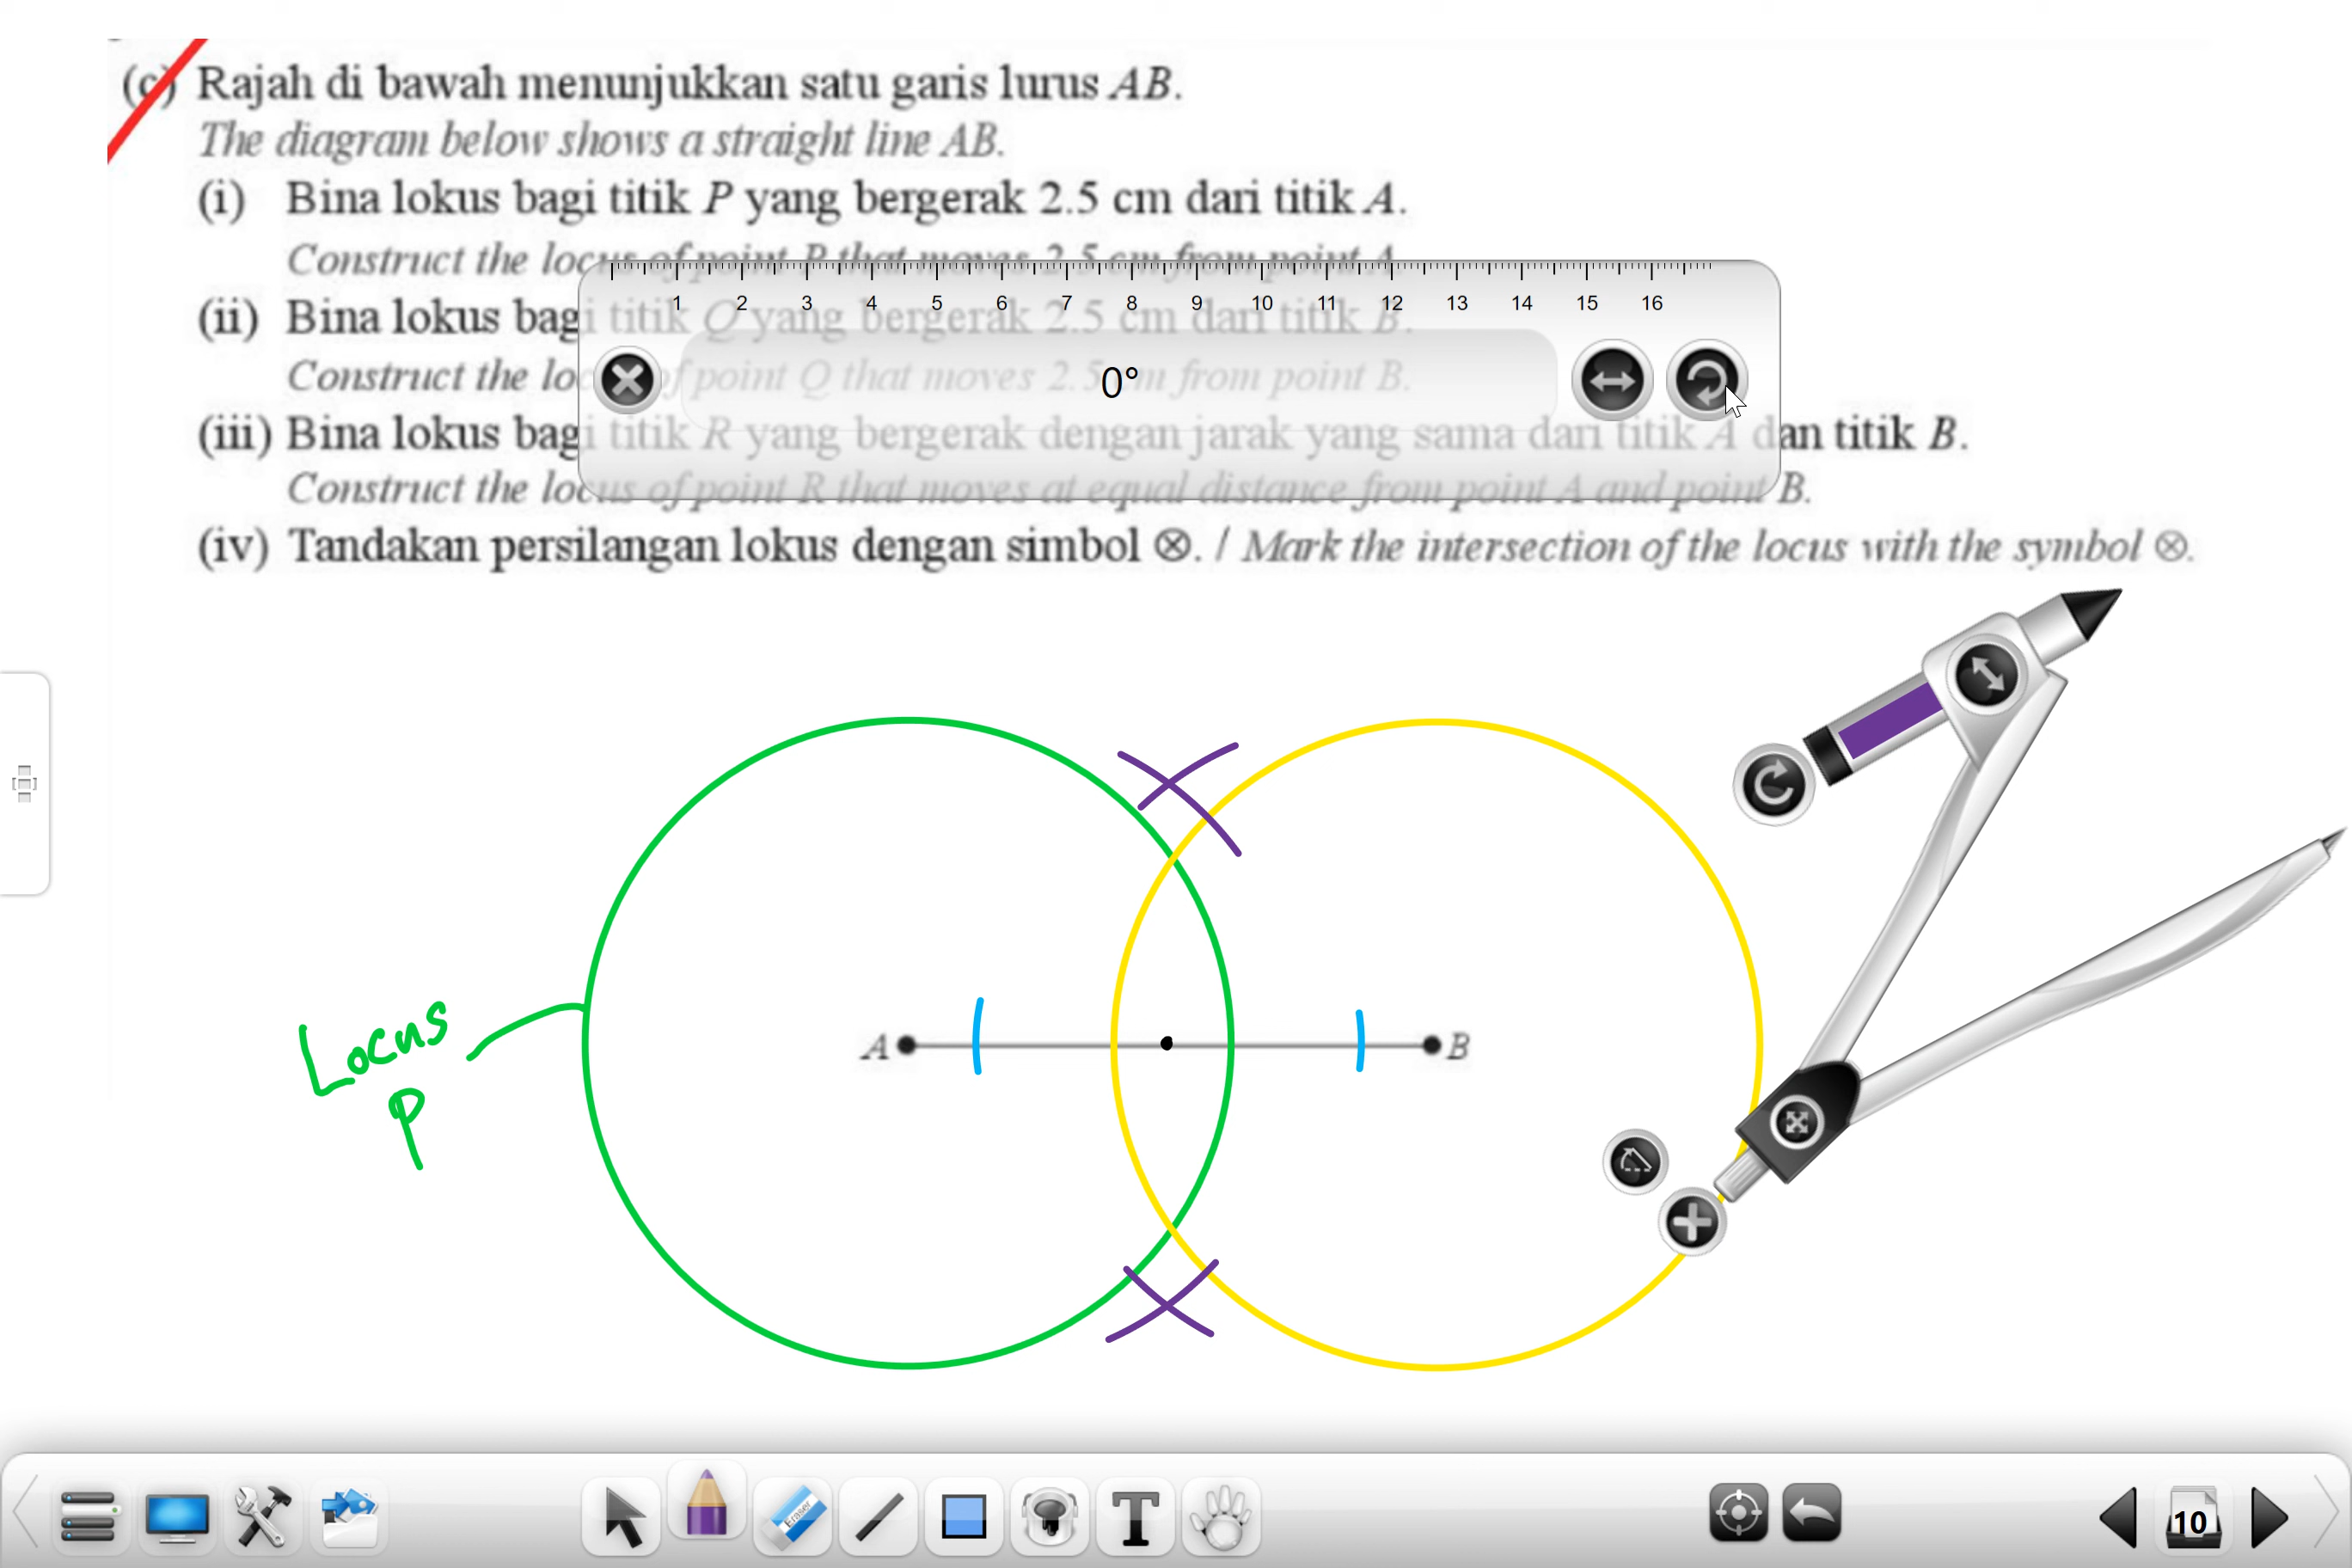 (c) Rajah di bawah menunjukkan satu garis lurus AB.
The diagram below shows a straight line AB.
(i) Bina lokus bagi titik P yang bergerak 2.5 cm dari titik A.
Construct the locus of point P that moves 2.5 cm from point A.
1 2 3 4 5 6 7 8 9 10 11 12 13 14 15 16
(ii) Bina lokus bagi titik Q yang bergerak 2.5 cm dari titik B.
Construct the locus of point Q that moves 2.5 cm from point B.
0°
(iii) Bina lokus bagi titik R yang bergerak dengan jarak yang sama dari titik A dan titik B.
Construct the locus of point R that moves at equal distance from point A and point B.
(iv) Tandakan persilangan lokus dengan simbol ⊗. / Mark the intersection of the locus with the symbol ⊗.
Locus
P
A B
Eraser
T
10